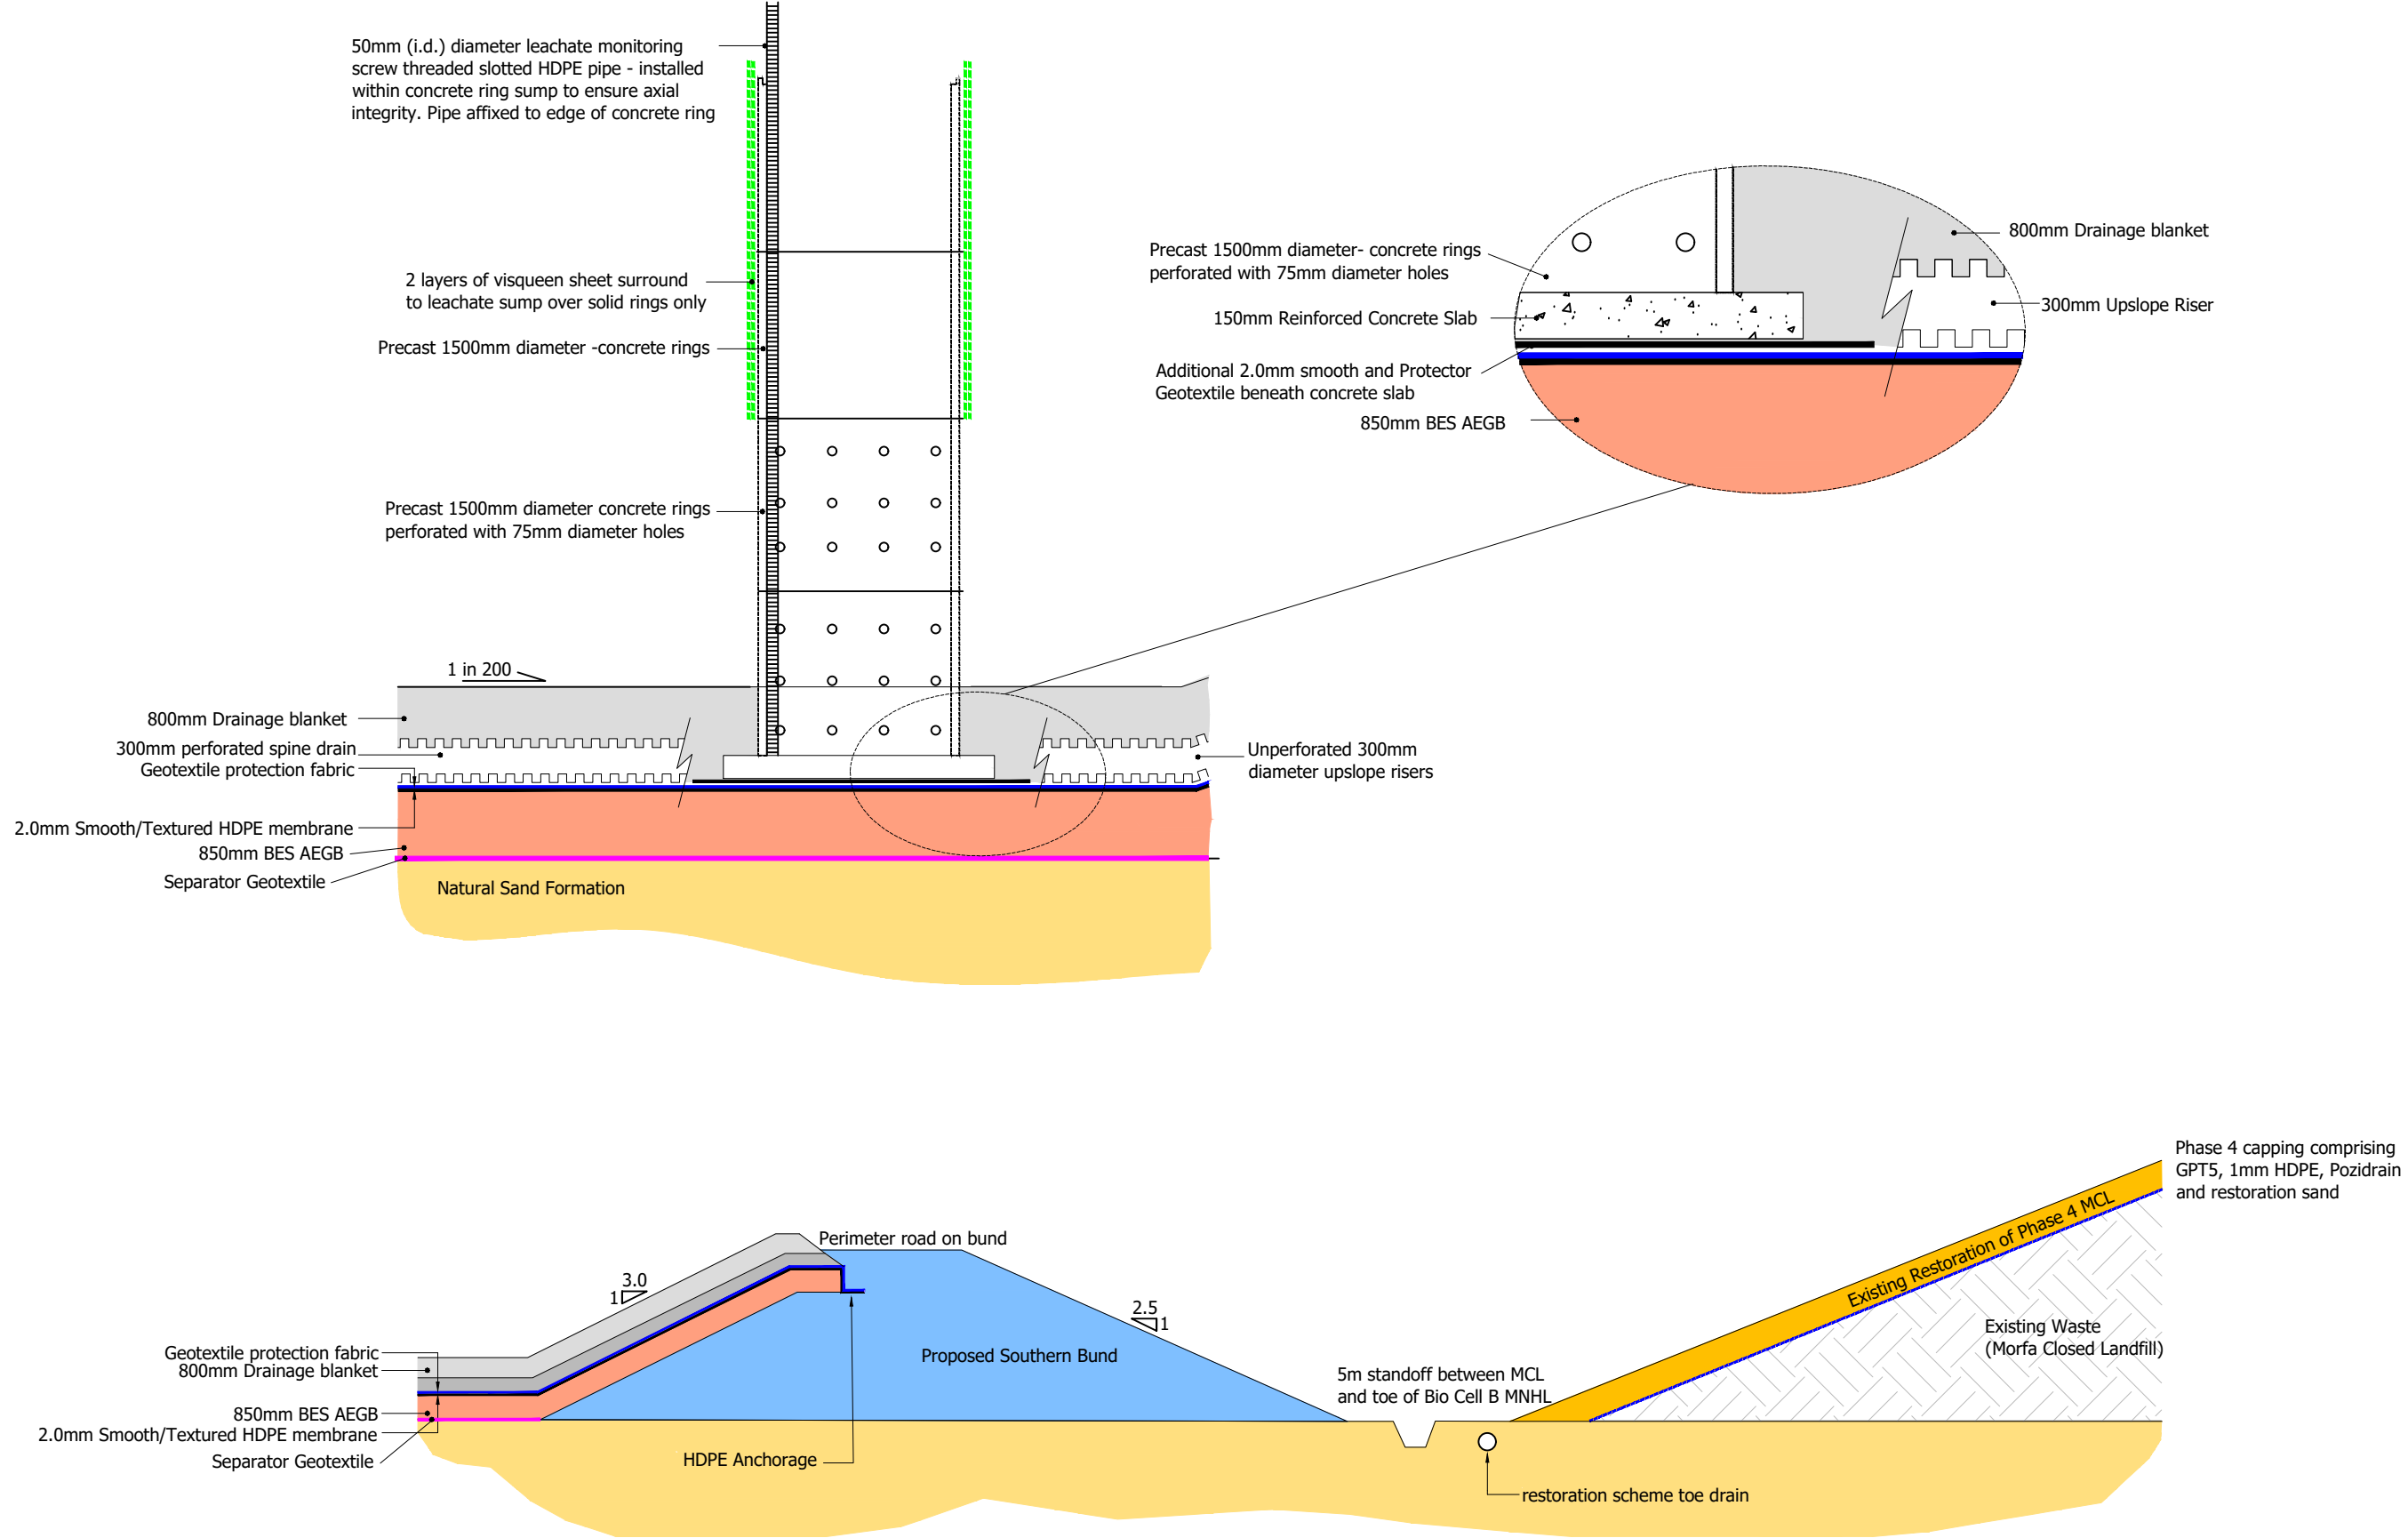 50mm (i.d.) diameter leachate monitoring
screw threaded slotted HDPE pipe - installed
within concrete ring sump to ensure axial
integrity. Pipe affixed to edge of concrete ring
2 layers of visqueen sheet surround
to leachate sump over solid rings only
Precast 1500mm diameter -concrete rings
Precast 1500mm diameter concrete rings
perforated with 75mm diameter holes
1 in 200
800mm Drainage blanket
300mm perforated spine drain
Geotextile protection fabric
2.0mm Smooth/Textured HDPE membrane
850mm BES AEGB
Separator Geotextile
Natural Sand Formation
Unperforated 300mm
diameter upslope risers
Precast 1500mm diameter- concrete rings
perforated with 75mm diameter holes
150mm Reinforced Concrete Slab
Additional 2.0mm smooth and Protector
Geotextile beneath concrete slab
850mm BES AEGB
800mm Drainage blanket
300mm Upslope Riser
Phase 4 capping comprising
GPT5, 1mm HDPE, Pozidrain
and restoration sand
Existing Restoration of Phase 4 MCL
Existing Waste
(Morfa Closed Landfill)
Perimeter road on bund
3.0
1
2.5
1
Proposed Southern Bund
5m standoff between MCL
and toe of Bio Cell B MNHL
Geotextile protection fabric
800mm Drainage blanket
850mm BES AEGB
2.0mm Smooth/Textured HDPE membrane
Separator Geotextile
HDPE Anchorage
restoration scheme toe drain